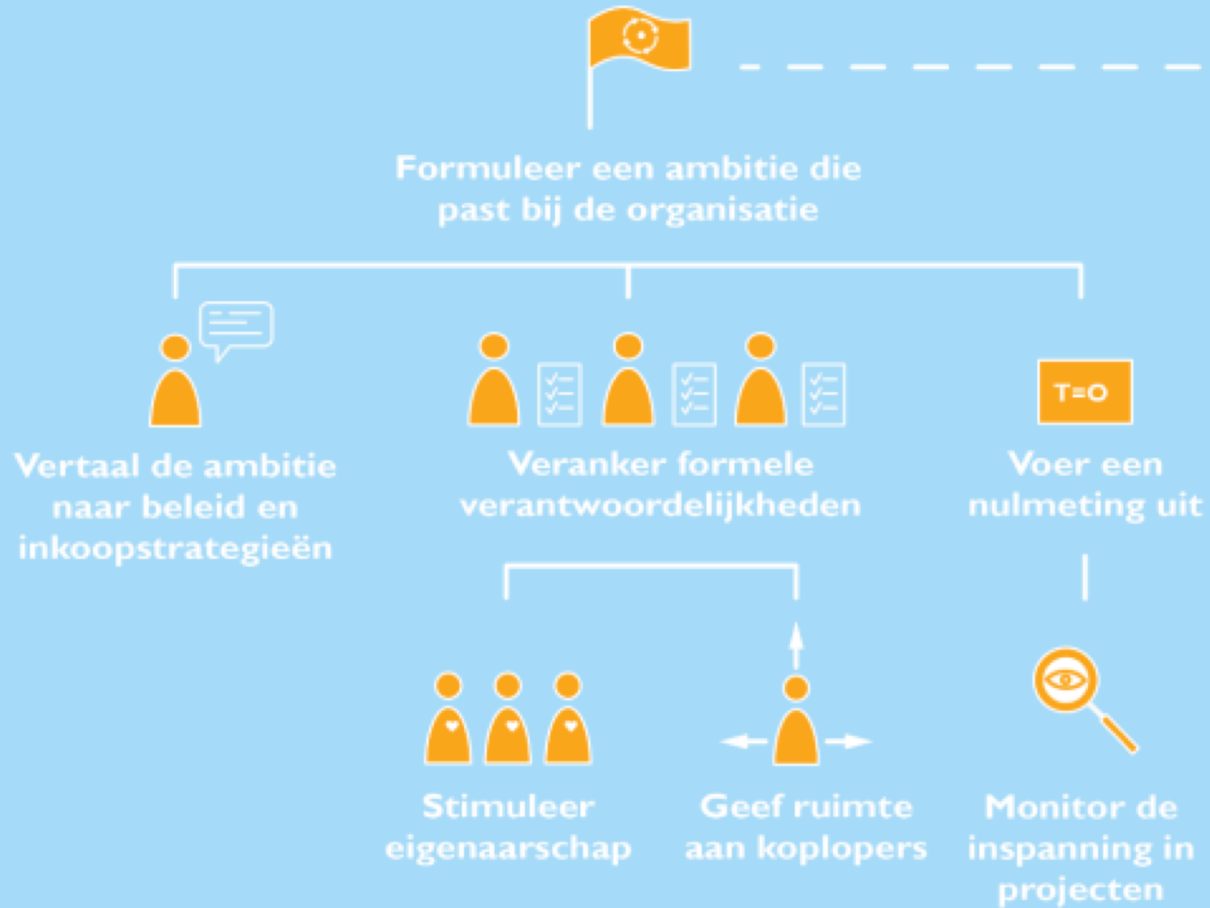 Formuleer een ambitie die
past bij de organisatie
T=O
Vertaal de ambitie
naar beleid en
inkoopstrategieën
Veranker formele
verantwoordelijkheden
Voer een
nulmeting uit
Stimuleer
eigenaarschap
Geef ruimte
aan koplopers
Monitor de
inspanning in
projecten